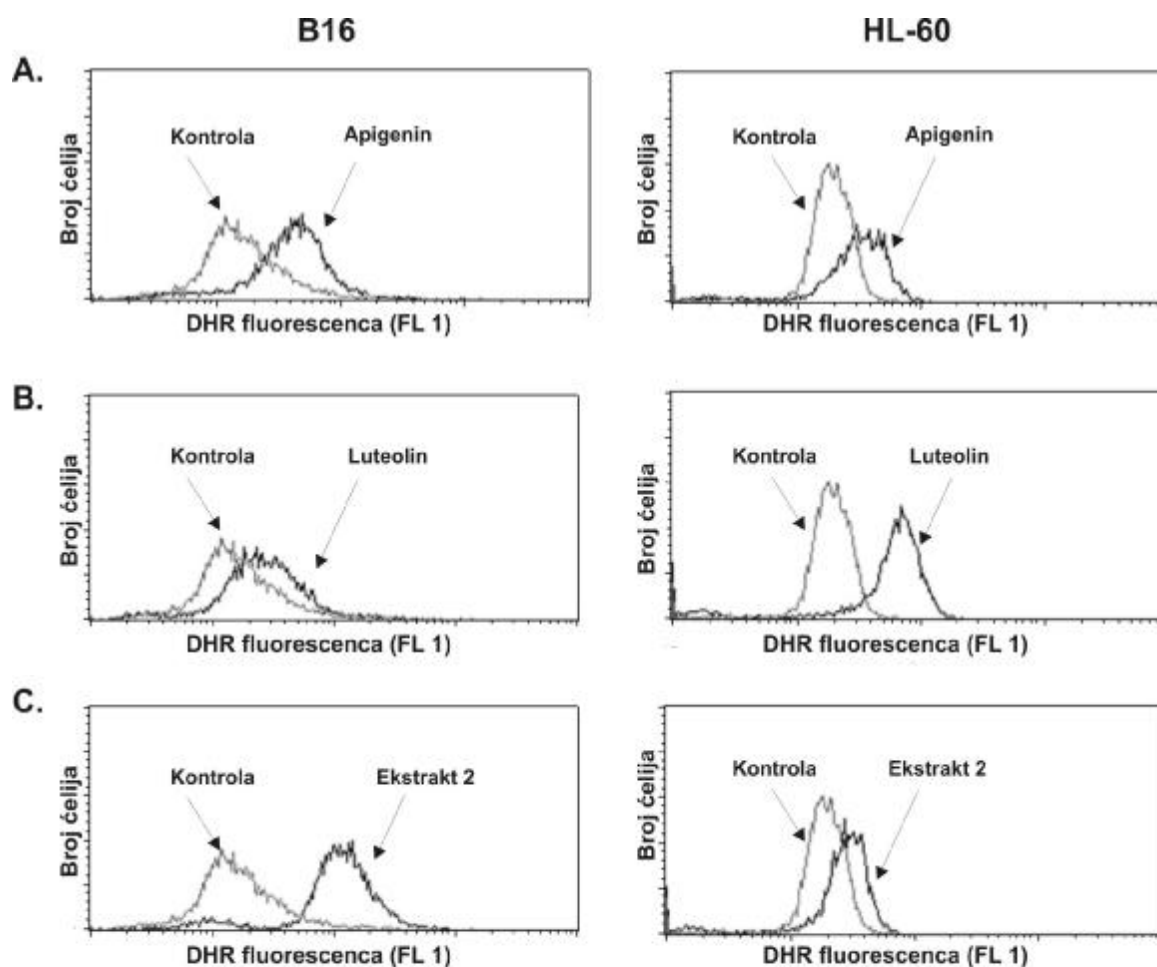 B16
HL-60
A.
Kontrola
Apigenin
Broj ćelija
DHR fluorescenca (FL 1)
Kontrola
Apigenin
Broj ćelija
DHR fluorescenca (FL 1)
B.
Kontrola
Luteolin
Broj ćelija
DHR fluorescenca (FL 1)
Kontrola
Luteolin
Broj ćelija
DHR fluorescenca (FL 1)
C.
Kontrola
Ekstrakt 2
Broj ćelija
DHR fluorescenca (FL 1)
Kontrola
Ekstrakt 2
Broj ćelija
DHR fluorescenca (FL 1)